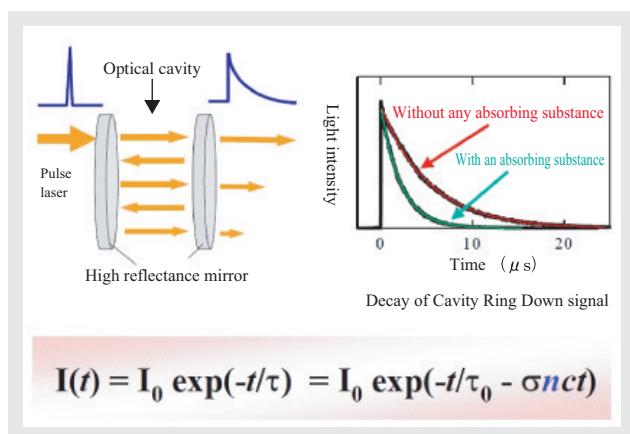 Optical cavity
Pulse
laser
High reflectance mirror
Light intensity
Without any absorbing substance
With an absorbing substance
0 10 20
Time （μs）
Decay of Cavity Ring Down signal
I(t) = I₀ exp(-t/τ) = I₀ exp(-t/τ₀ - σnct)